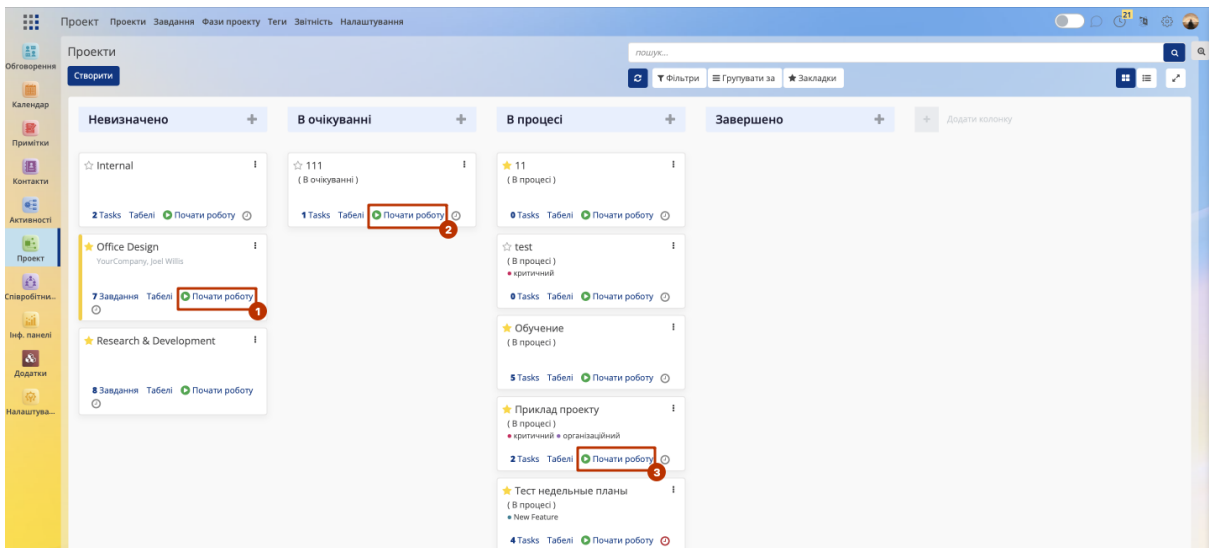 Проект Проекти Завдання Фази проекту Теги Звітність Налаштування
21
Обговорення
Календар
Примітки
Контакти
Активності
Проект
Співробітни...
Інф. панелі
Додатки
Налаштува...
Проекти
Створити
пошук...
Фільтри
Групувати за
Закладки
Невизначено
Internal
2 Tasks Табелі Почати роботу
Office Design
YourCompany, Joel Willis
7 Завдання Табелі Почати роботу
1
Research & Development
8 Завдання Табелі Почати роботу
В очікуванні
111
( В очікуванні )
1 Tasks Табелі Почати роботу
2
В процесі
11
( В процесі )
0 Tasks Табелі Почати роботу
test
( В процесі )
критичний
0 Tasks Табелі Почати роботу
Обучение
( В процесі )
5 Tasks Табелі Почати роботу
Приклад проекту
( В процесі )
критичний організаційний
2 Tasks Табелі Почати роботу
3
Тест недельные планы
( В процесі )
New Feature
4 Tasks Табелі Почати роботу
Завершено
Додати колонку